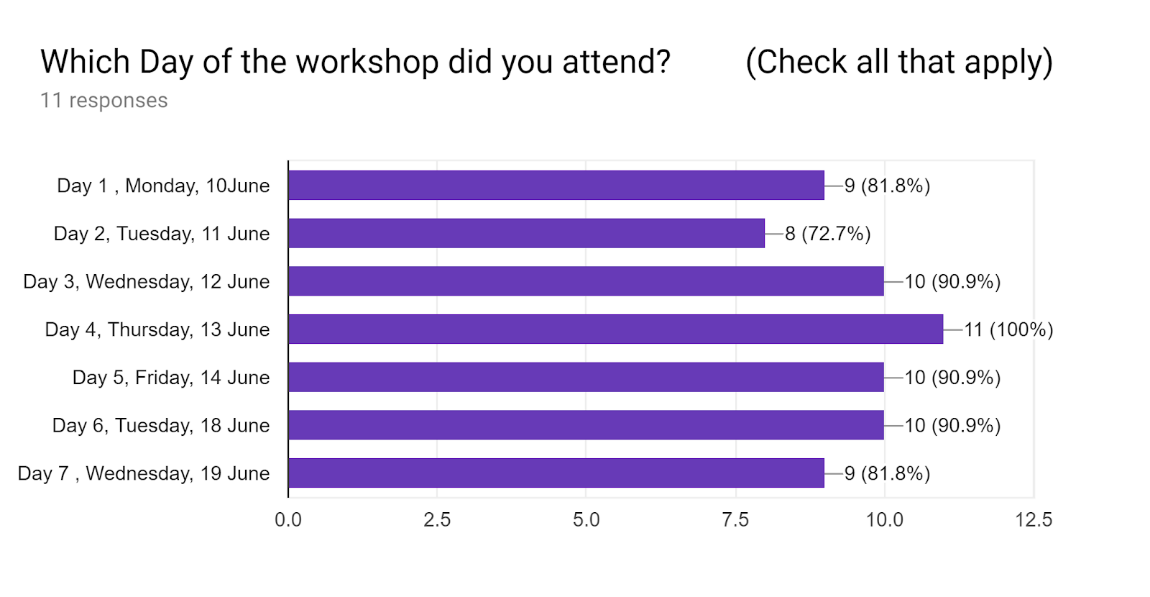 Which Day of the workshop did you attend? (Check all that apply)
11 responses
Day 1 , Monday, 10June 9 (81.8%)
Day 2, Tuesday, 11 June 8 (72.7%)
Day 3, Wednesday, 12 June 10 (90.9%)
Day 4, Thursday, 13 June 11 (100%)
Day 5, Friday, 14 June 10 (90.9%)
Day 6, Tuesday, 18 June 10 (90.9%)
Day 7 , Wednesday, 19 June 9 (81.8%)
0.0 2.5 5.0 7.5 10.0 12.5